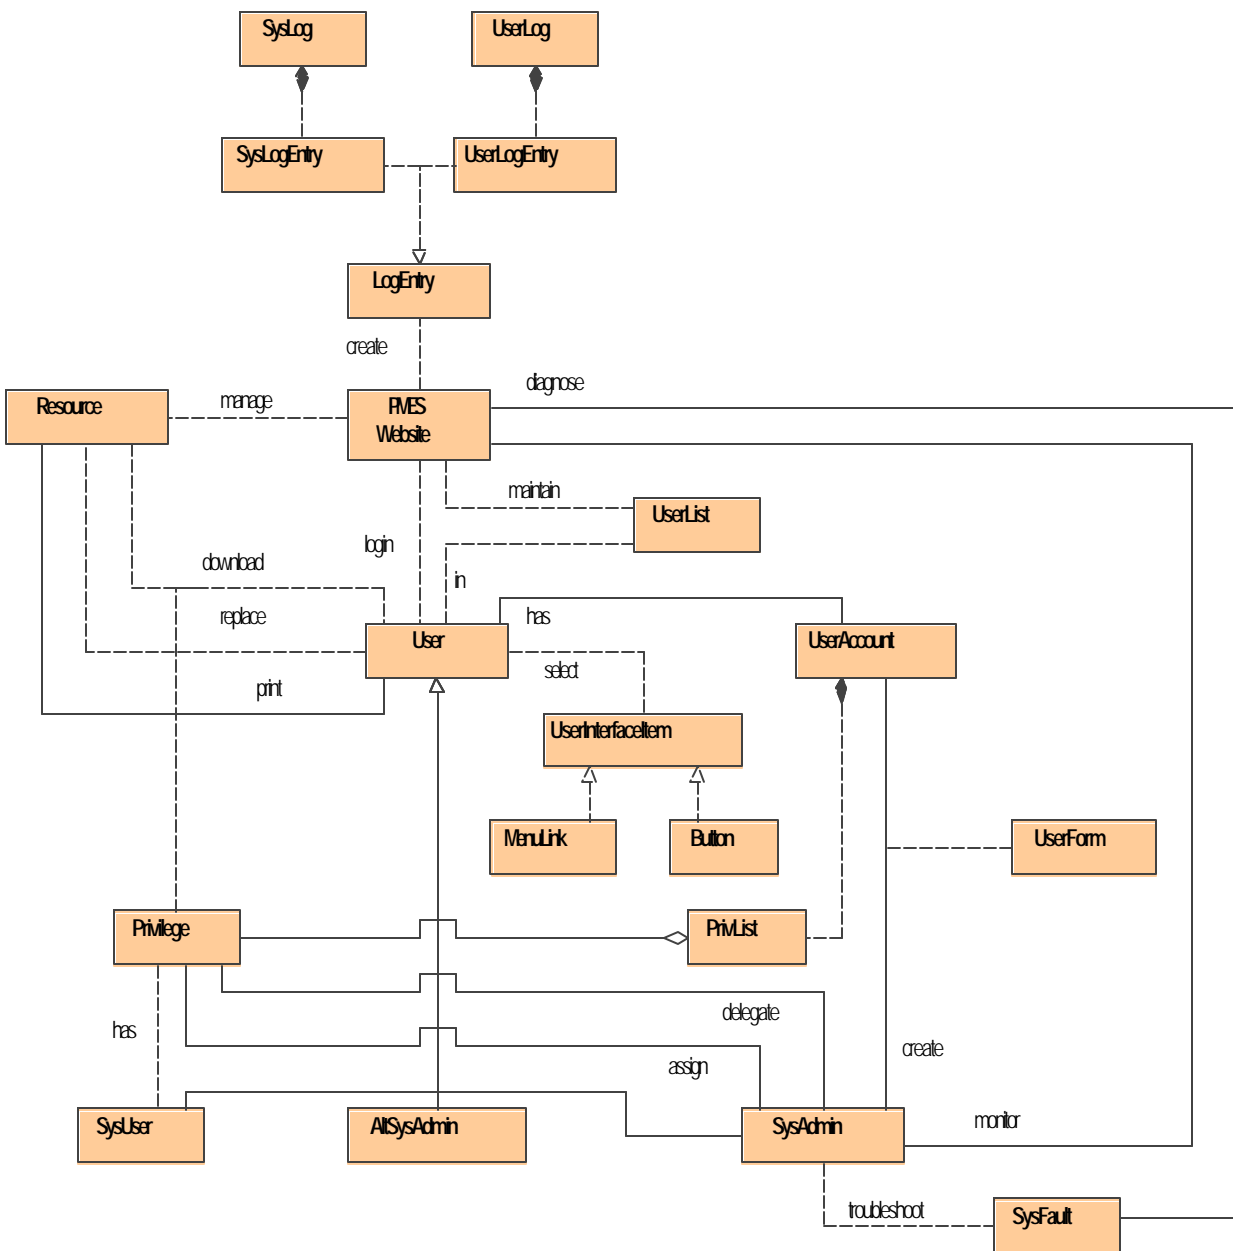 SysLog
UserLog
SysLogEntry
UserLogEntry
LogEntry
create
diagnose
manage
Resource
PMES
Website
maintain
UserList
login
download
in
replace
has
User
UserAccount
select
print
UserInterfaceItem
MenuLink
Button
UserForm
Privilege
PrivList
delegate
has
create
assign
SysUser
AltSysAdmin
SysAdmin
monitor
troubleshoot
SysFault